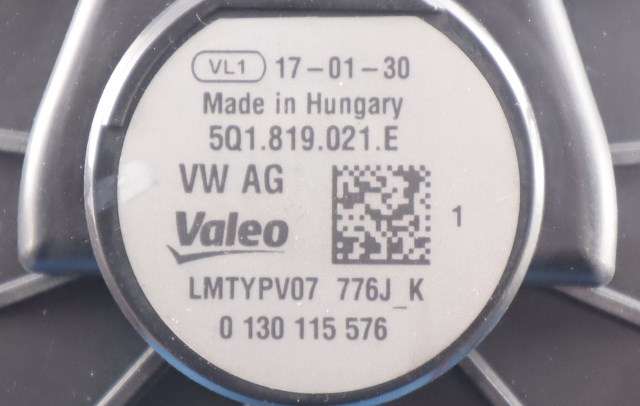 VL1 17-01-30
Made in Hungary
5Q1.819.021.E
VW AG
Valeo
1
LMTYPV07 776J_K
0 130 115 576